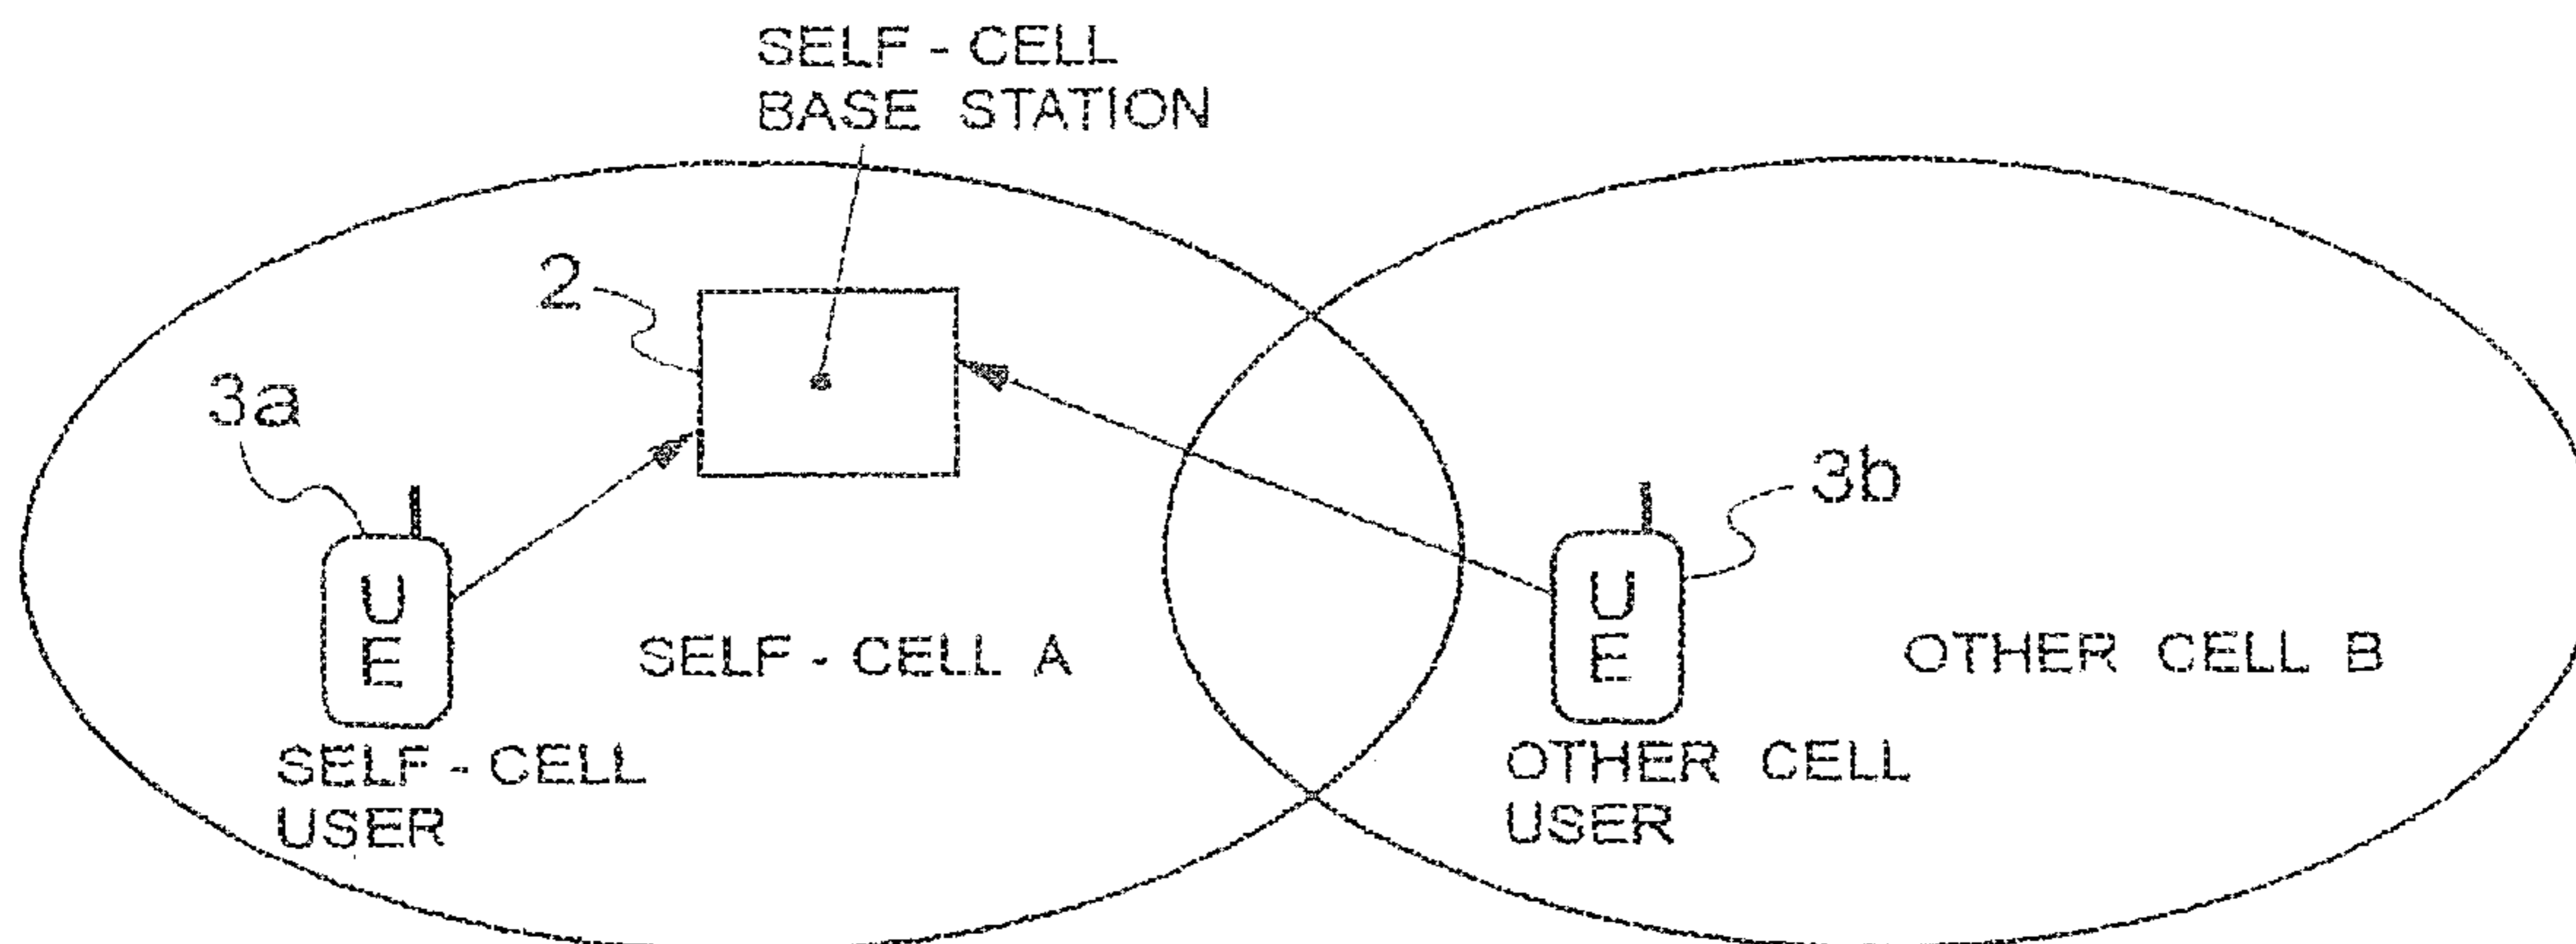 SELF - CELL
BASE STATION
2
3a
3b
U
E
U
E
SELF - CELL A
OTHER CELL B
SELF - CELL
USER
OTHER CELL
USER